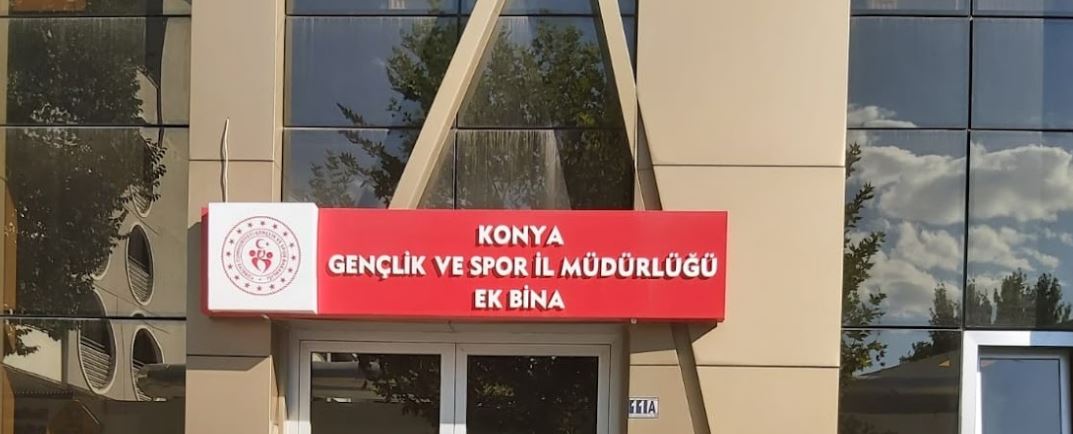 KONYA
GENÇLİK VE SPOR İL MÜDÜRLÜĞÜ
EK BİNA
11A